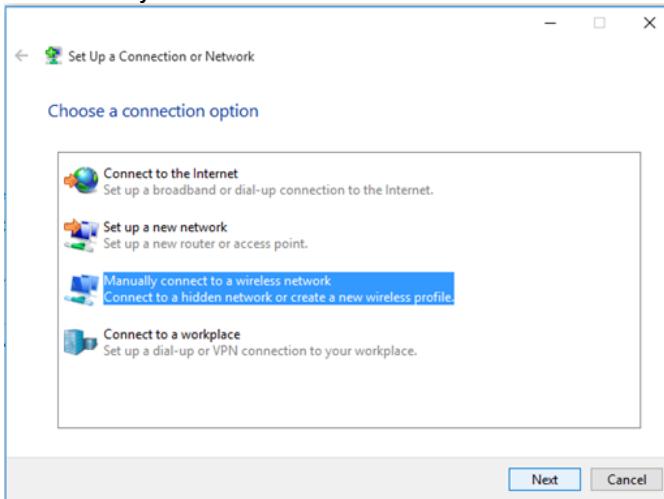 Set Up a Connection or Network
Choose a connection option
Connect to the Internet
Set up a broadband or dial-up connection to the Internet.
Set up a new network
Set up a new router or access point.
Manually connect to a wireless network
Connect to a hidden network or create a new wireless profile.
Connect to a workplace
Set up a dial-up or VPN connection to your workplace.
Next Cancel